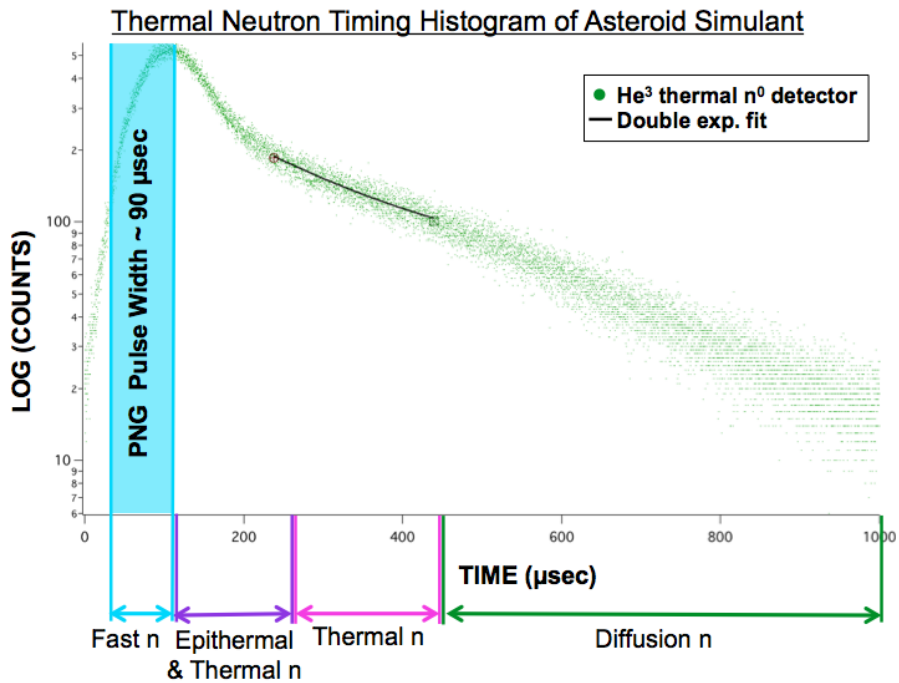 Thermal Neutron Timing Histogram of Asteroid Simulant
He³ thermal n⁰ detector
Double exp. fit
LOG (COUNTS)
5
4
3
2
100
9
8
7
6
5
4
3
2
10
9
8
7
6
PNG Pulse Width ~ 90 µsec
0
200
400
600
800
1000
TIME (µsec)
Fast n
Epithermal
& Thermal n
Thermal n
Diffusion n